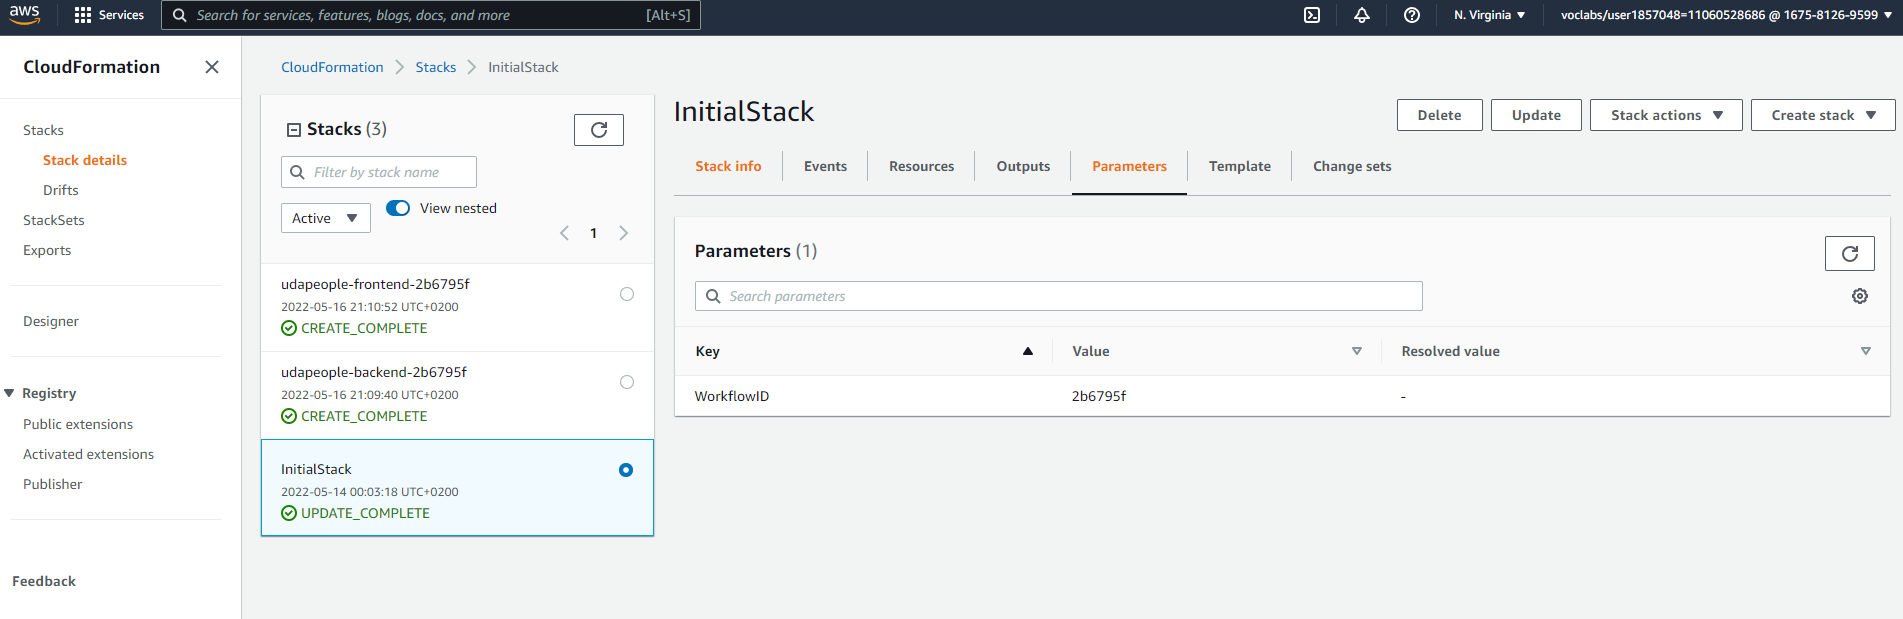 aws
Services
Search for services, features, blogs, docs, and more
[Alt+S]
N. Virginia
voclabs/user1857048=11060528686 @ 1675-8126-9599
CloudFormation
Stacks
Stack details
Drifts
StackSets
Exports
Designer
Registry
Public extensions
Activated extensions
Publisher
Feedback
CloudFormation
Stacks
InitialStack
Stacks (3)
Filter by stack name
Active
View nested
1
udapeople-frontend-2b6795f
2022-05-16 21:10:52 UTC+0200
CREATE_COMPLETE
udapeople-backend-2b6795f
2022-05-16 21:09:40 UTC+0200
CREATE_COMPLETE
InitialStack
2022-05-14 00:03:18 UTC+0200
UPDATE_COMPLETE
InitialStack
Delete
Update
Stack actions
Create stack
Stack info
Events
Resources
Outputs
Parameters
Template
Change sets
Parameters (1)
Search parameters
Key
Value
Resolved value
WorkflowID
2b6795f
-